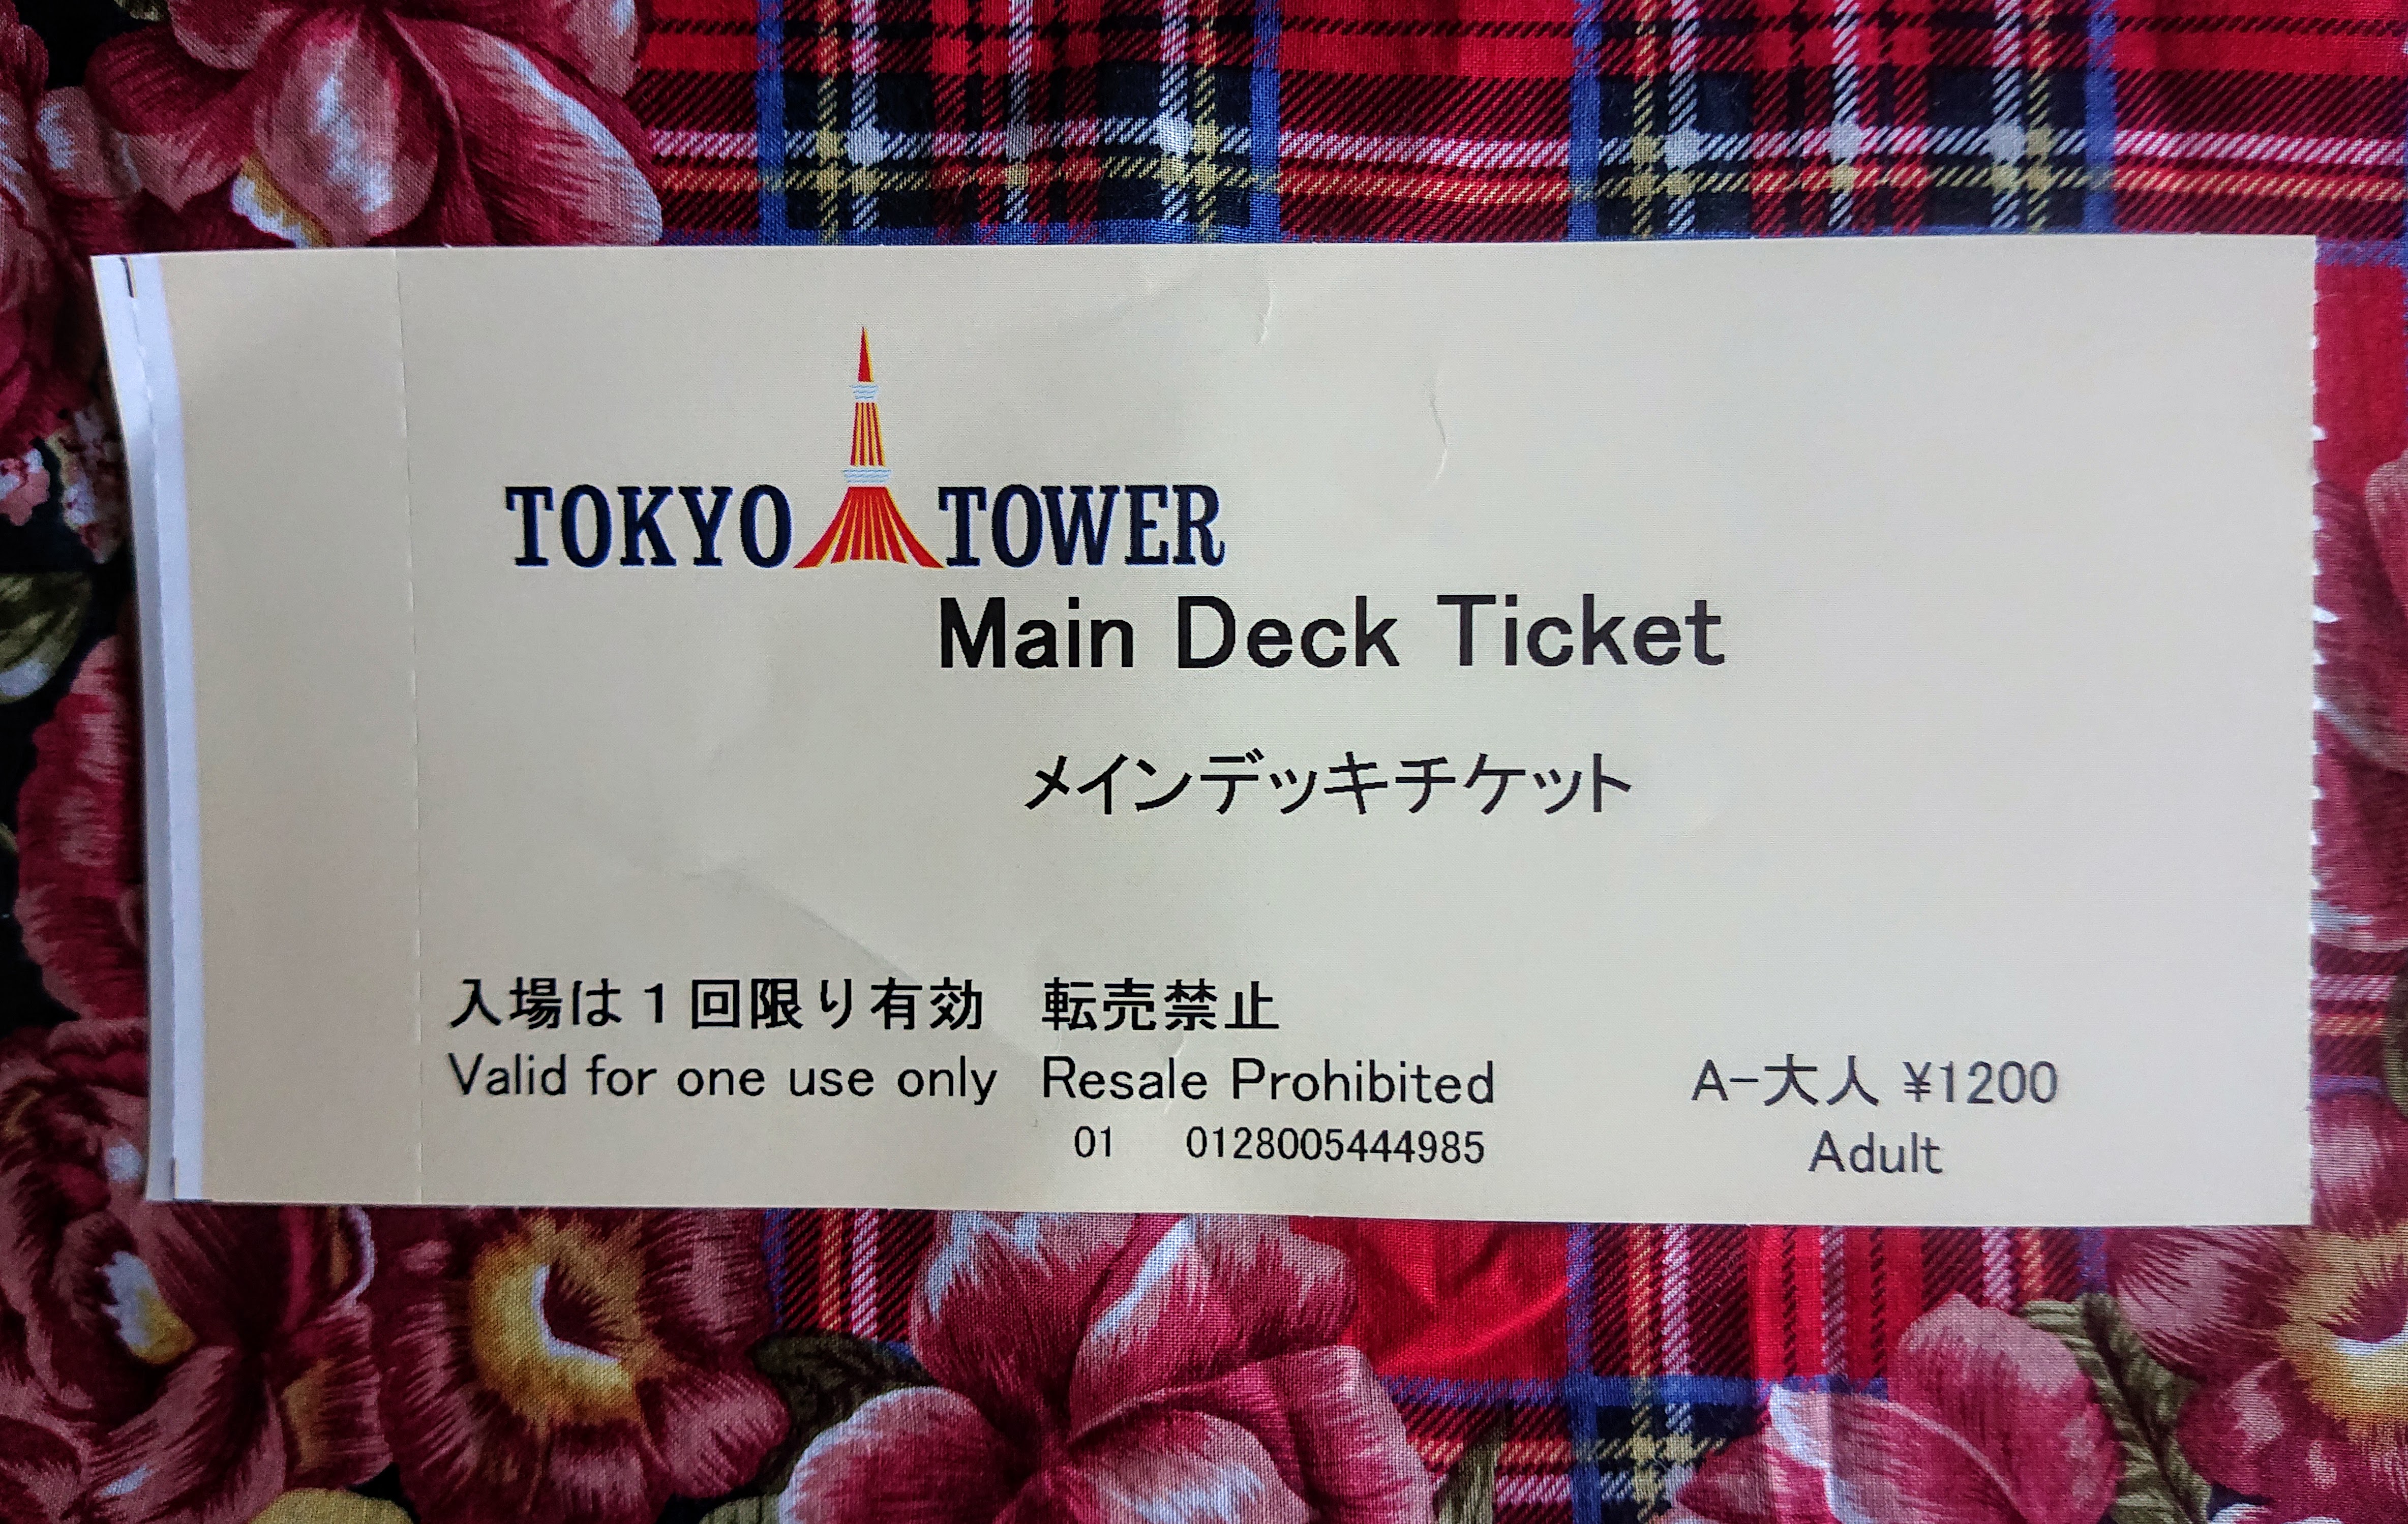 TOKYO TOWER
Main Deck Ticket
メインデッキチケット
入場は1回限り有効 転売禁止
Valid for one use only Resale Prohibited
A-大人 ¥1200
01 0128005444985
Adult